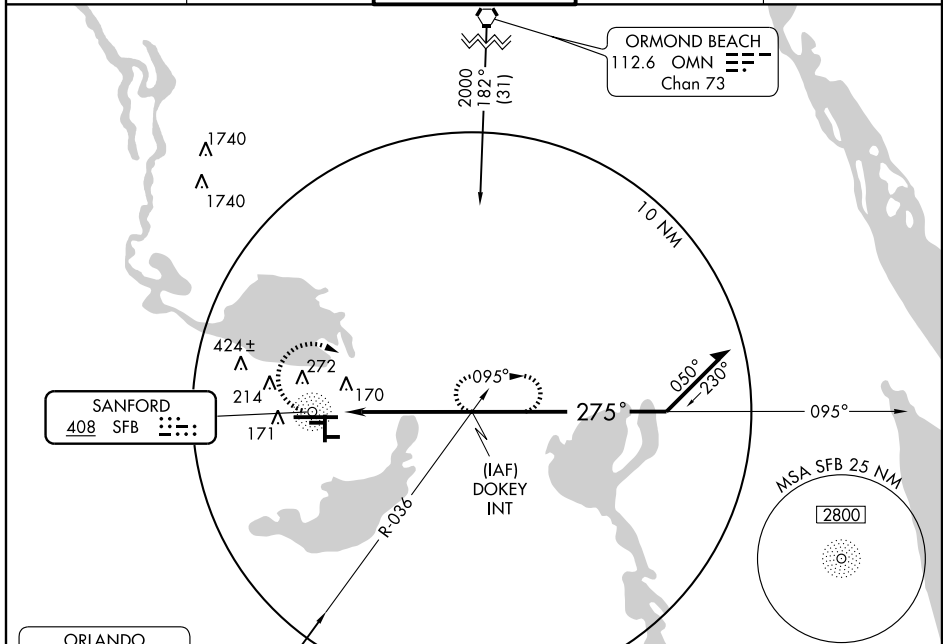 ORMOND BEACH
112.6 OMN
Chan 73
2000
182°
(31)
1740
1740
10 NM
424±
272
214
170
171
SANFORD
408 SFB
095°
275°
050°
230°
095°
(IAF)
DOKEY
INT
R-036
MSA SFB 25 NM
2800
ORLANDO